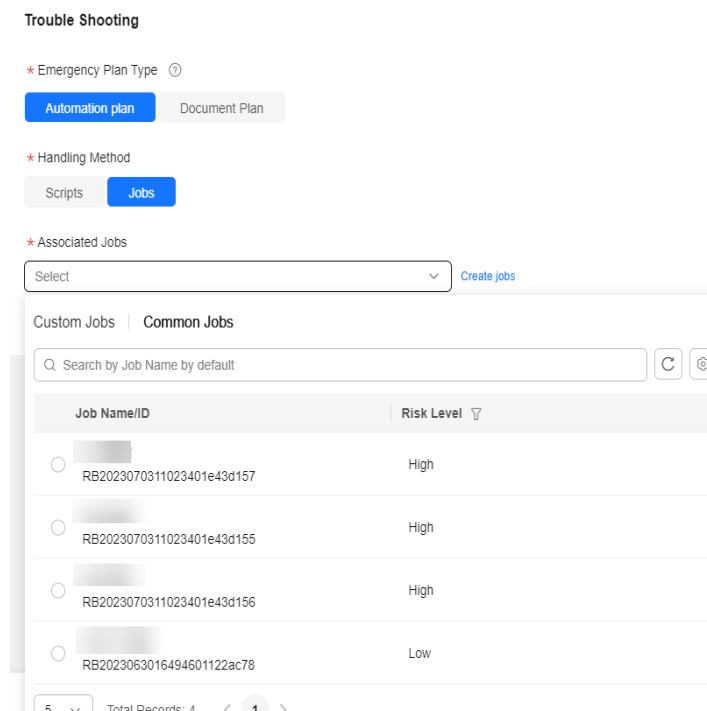 Trouble Shooting
* Emergency Plan Type ?
Automation plan Document Plan
* Handling Method
Scripts Jobs
* Associated Jobs
Select Create jobs
Custom Jobs Common Jobs
Search by Job Name by default
Job Name/ID Risk Level
RB2023070311023401e43d157 High
RB2023070311023401e43d155 High
RB2023070311023401e43d156 High
RB2023063016494601122ac78 Low
5 Total Records: 4 < 1 >